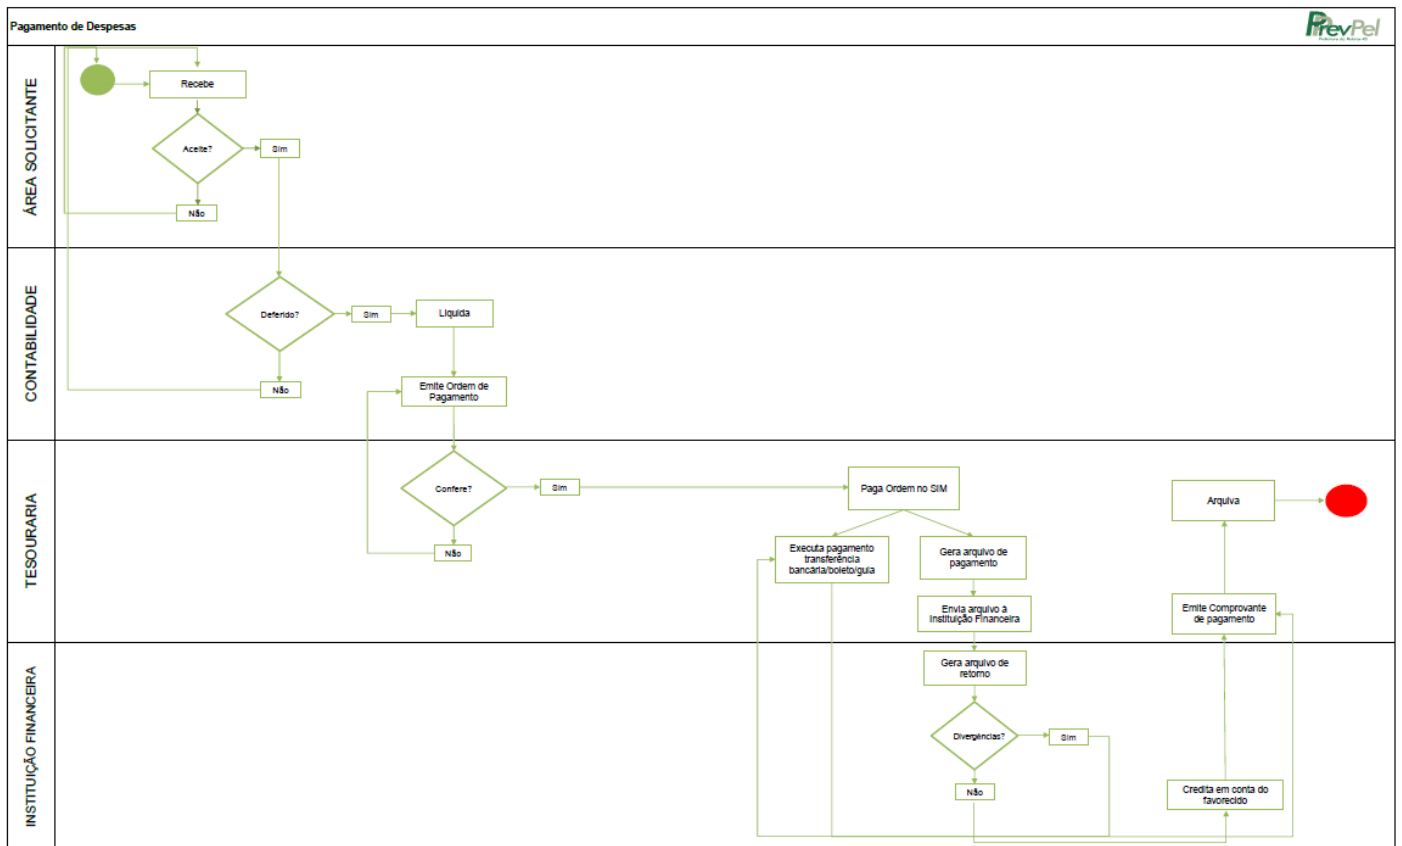 Pagamento de Despesas
PrevPel
ÁREA SOLICITANTE
Recebe
Aceite?
Sim
Não
CONTABILIDADE
Deferido?
Sim
Liquida
Não
Emite Ordem de
Pagamento
TESOURARIA
Confere?
Sim
Não
Paga Ordem no SIM
Executa pagamento
transferência
bancária/boleto/guia
Gera arquivo de
pagamento
Envia arquivo à
Instituição Financeira
Arquiva
Emite Comprovante
de pagamento
INSTITUIÇÃO FINANCEIRA
Gera arquivo de
retorno
Divergências?
Sim
Não
Credita em conta do
favorecido